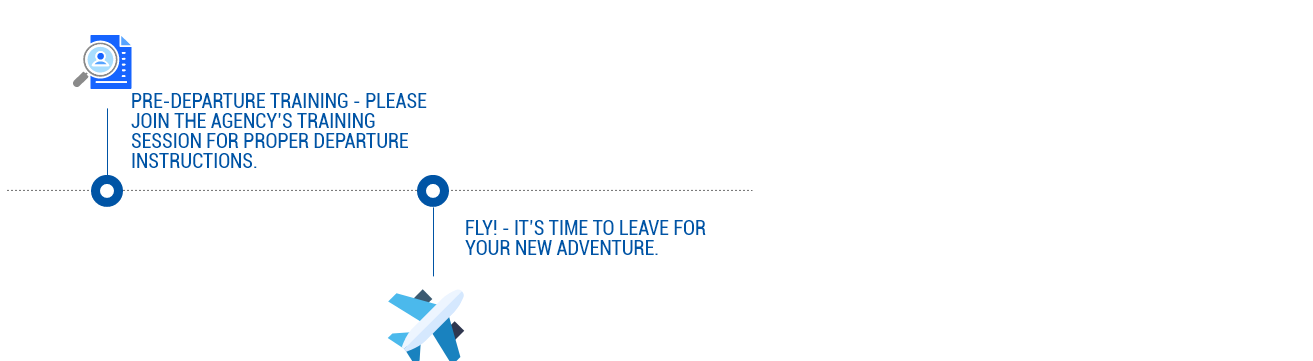 PRE-DEPARTURE TRAINING - PLEASE
JOIN THE AGENCY'S TRAINING
SESSION FOR PROPER DEPARTURE
INSTRUCTIONS.
FLY! - IT'S TIME TO LEAVE FOR
YOUR NEW ADVENTURE.